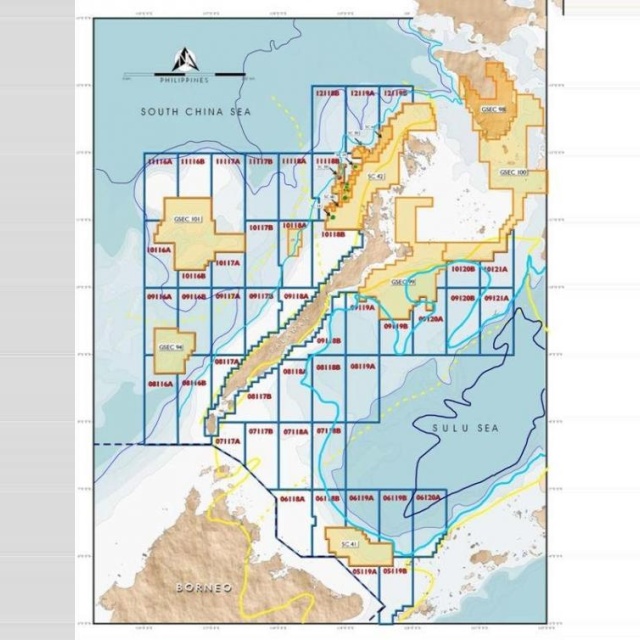 PHILIPPINES
SOUTH CHINA SEA
12118B 12119A 12119B
GSEC 98
11116A 11116B 11117A 11117B 11118A 11118B
SC 42
GSEC 100
GSEC 101
10117B 10118A
10118B
10116A
10117A
10116B
10120B 10121A
GSEC
09116A 09116B 09117A 09117B 09118A
09119A
09120B 09121A
09120A
09119B
09118B
GSEC 94
08117A
08118A 08118B 08119A
08116A 08116B
08117B
07117B 07118A 07118B
07117A
SULU SEA
06118A 06118B 06119A 06119B 06120A
SC 41
05119A 05119B
BORNEO